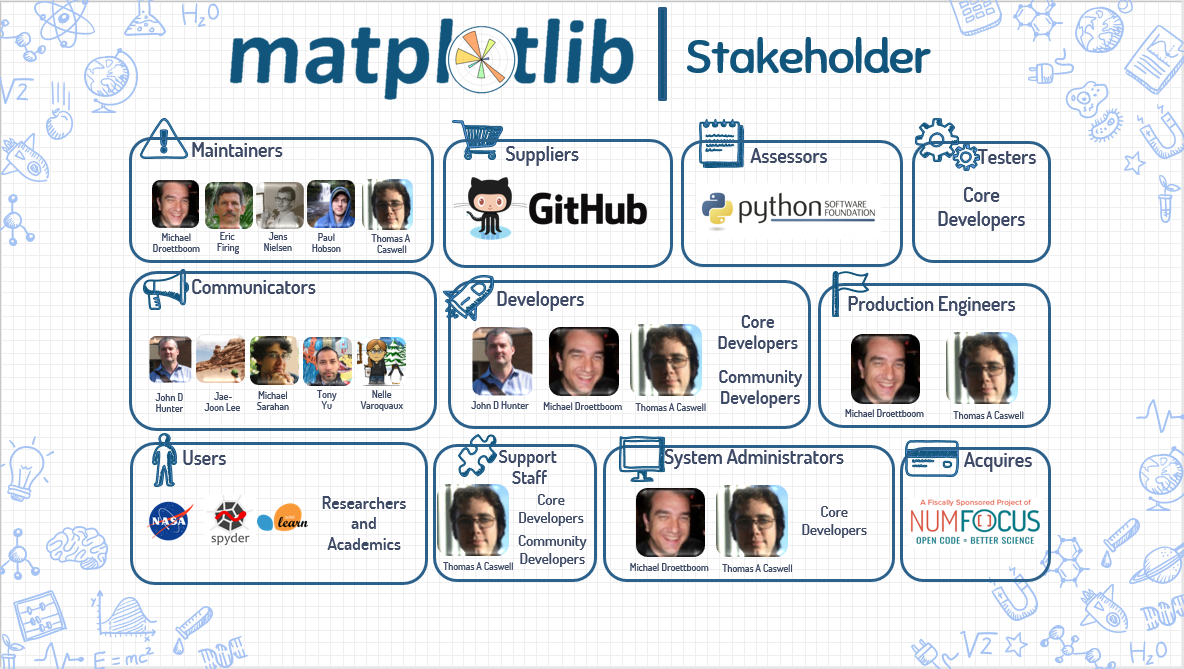 H₂O
matplotlib
Stakeholder
√2
Maintainers
Michael
Droettboom
Eric
Firing
Jens
Nielsen
Paul
Hobson
Thomas A
Caswell
Suppliers
GitHub
Assessors
python
SOFTWARE
FOUNDATION
Testers
Core
Developers
Communicators
John D
Hunter
Jae-
Joon Lee
Michael
Sarahan
Tony
Yu
Nelle
Varoquaux
Developers
John D Hunter
Michael Droettboom
Thomas A Caswell
Core
Developers
Community
Developers
Production Engineers
Michael Droettboom
Thomas A Caswell
Users
NASA
spyder
learn
Researchers
and
Academics
Support
Staff
Thomas A Caswell
Core
Developers
Community
Developers
System Administrators
Michael Droettboom
Thomas A Caswell
Core
Developers
Acquires
A Fiscally Sponsored Project of
NUMFOCUS
OPEN CODE = BETTER SCIENCE
E=mc²
√2
H₂O